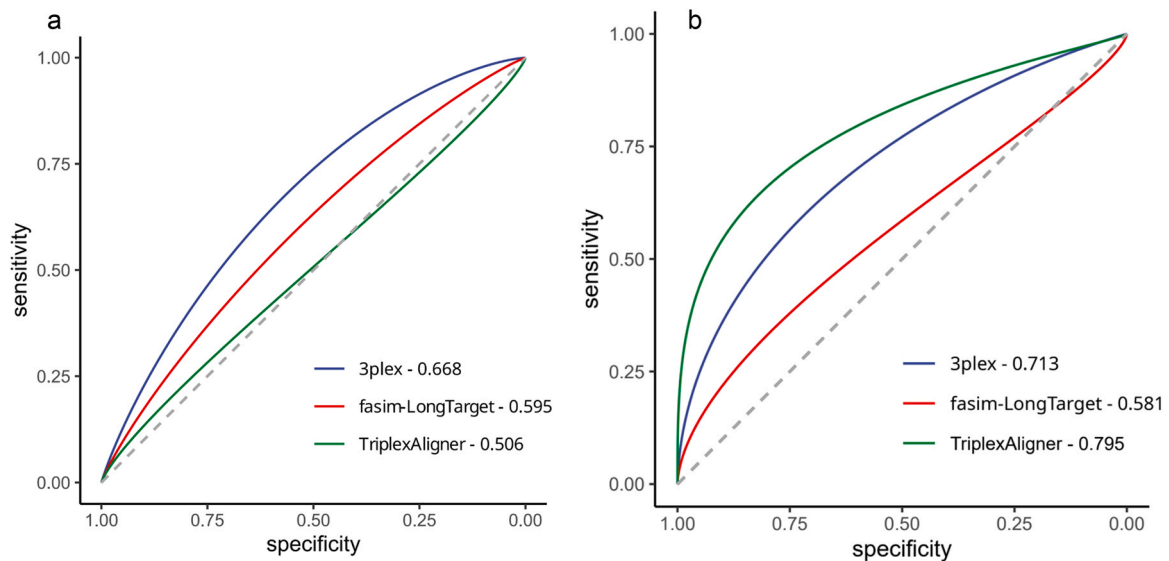 a
1.00
0.75
0.50
0.25
0.00
sensitivity
3plex - 0.668
fasim-LongTarget - 0.595
TriplexAligner - 0.506
1.00 0.75 0.50 0.25 0.00
specificity
b
1.00
0.75
0.50
0.25
0.00
sensitivity
3plex - 0.713
fasim-LongTarget - 0.581
TriplexAligner - 0.795
1.00 0.75 0.50 0.25 0.00
specificity